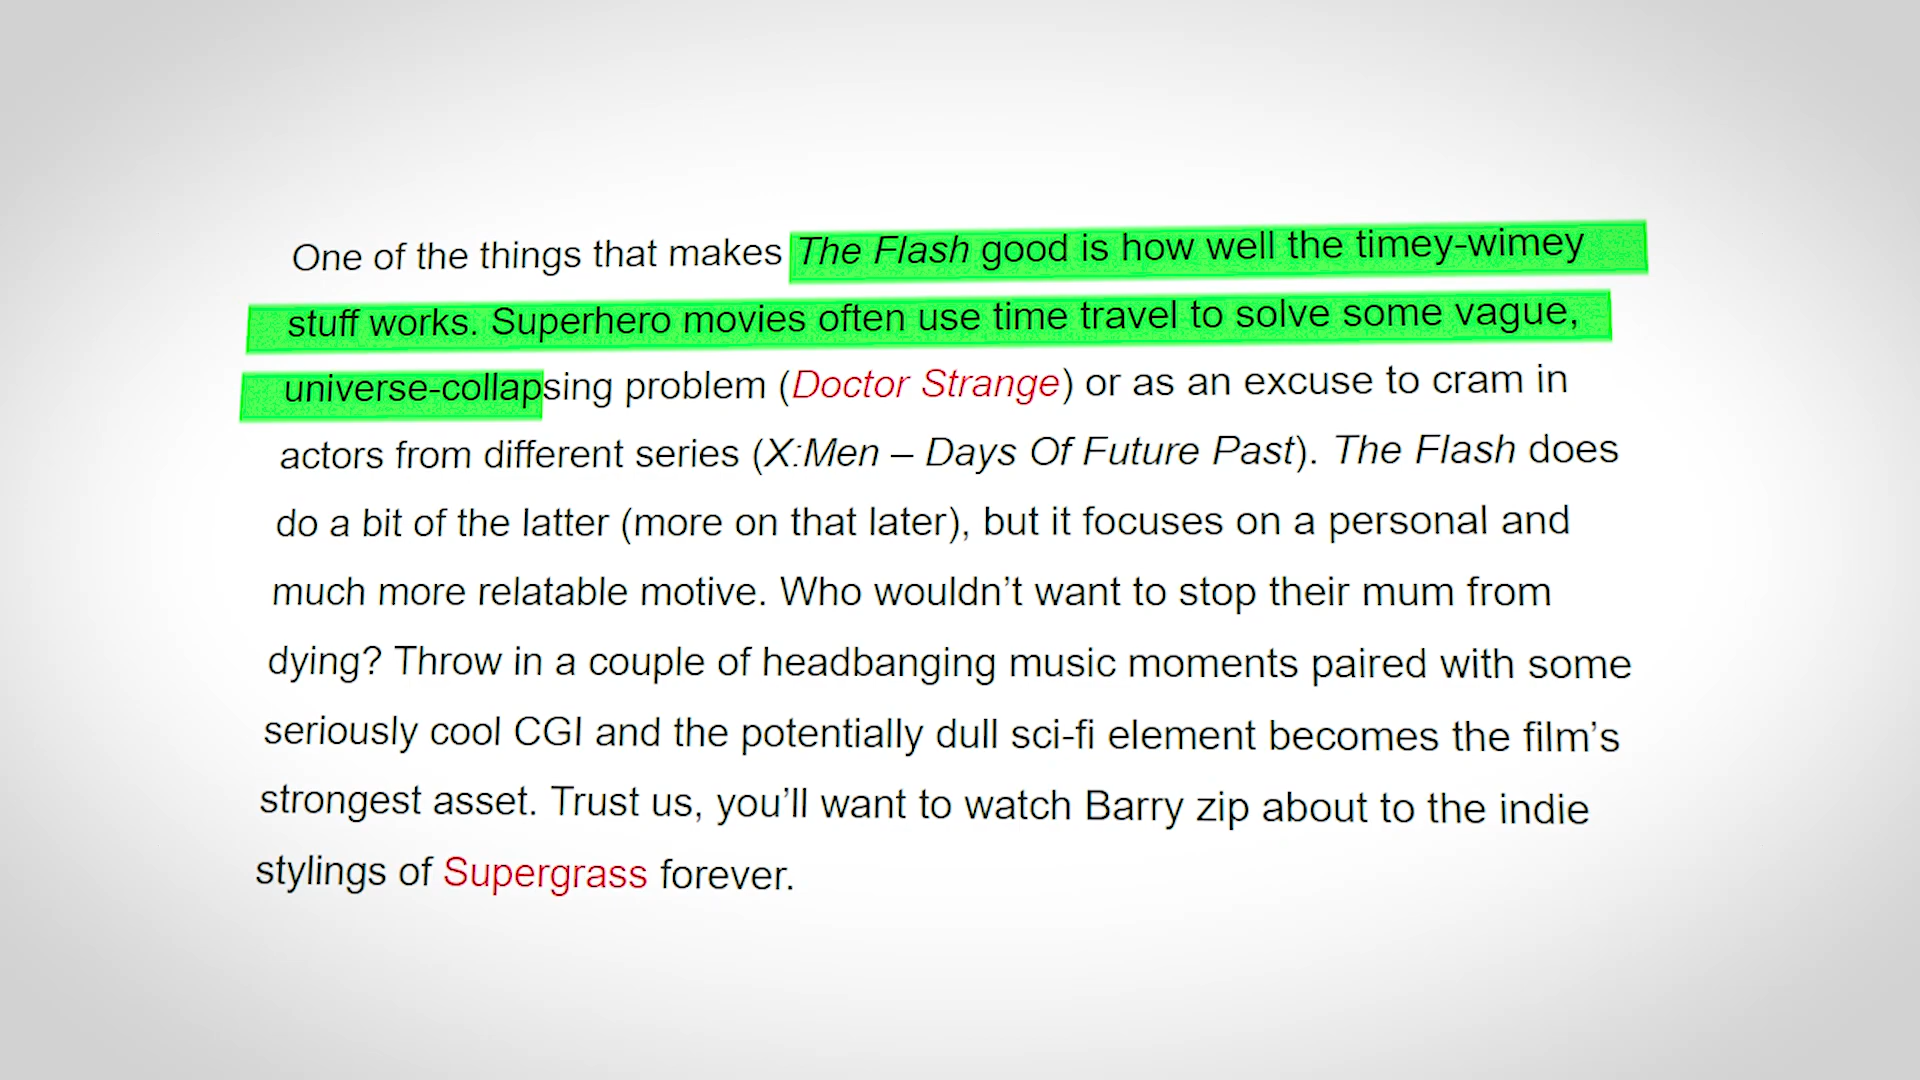 One of the things that makes The Flash good is how well the timey-wimey
stuff works. Superhero movies often use time travel to solve some vague,
universe-collapsing problem (Doctor Strange) or as an excuse to cram in
actors from different series (X:Men – Days Of Future Past). The Flash does
do a bit of the latter (more on that later), but it focuses on a personal and
much more relatable motive. Who wouldn’t want to stop their mum from
dying? Throw in a couple of headbanging music moments paired with some
seriously cool CGI and the potentially dull sci-fi element becomes the film’s
strongest asset. Trust us, you’ll want to watch Barry zip about to the indie
stylings of Supergrass forever.